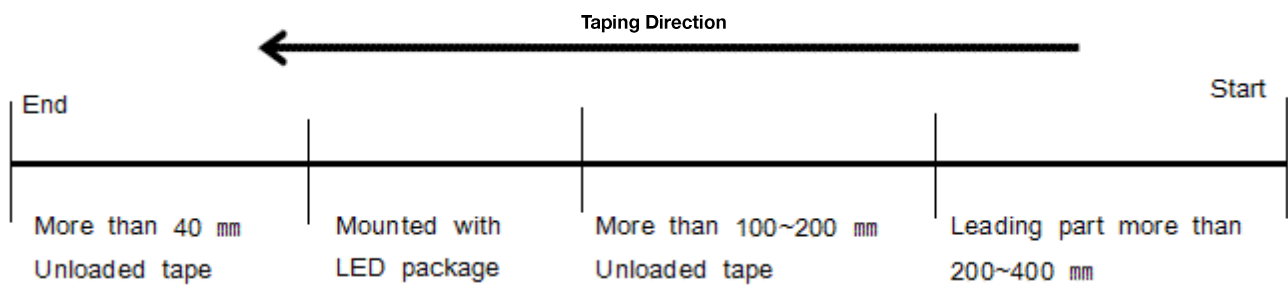 Taping Direction
End
Start
More than 40 ㎜
Unloaded tape
Mounted with
LED package
More than 100~200 ㎜
Unloaded tape
Leading part more than
200~400 ㎜